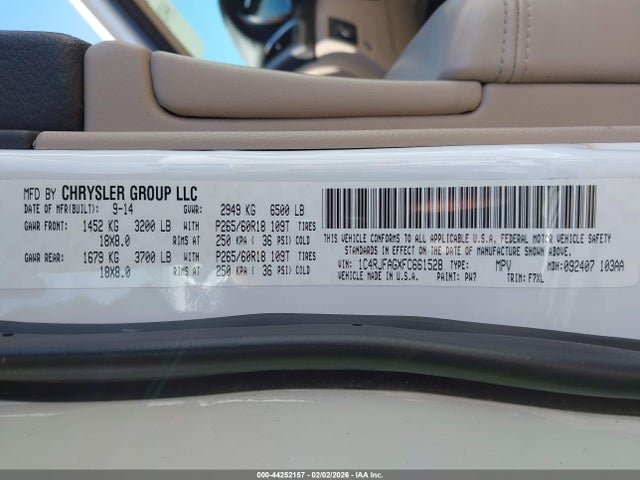 MFD BY CHRYSLER GROUP LLC
DATE OF MFR(BUILT): 9-14 GVWR: 2949 KG 6500 LB
GAWR FRONT: 1452 KG 3200 LB P265/60R18 109T TIRES
18X8.0 RIMS AT 250 KPA ( 36 PSI) COLD
GAWR REAR: 1679 KG 3700 LB P265/60R18 109T TIRES
18X8.0 RIMS AT 250 KPA ( 36 PSI) COLD
THIS VEHICLE CONFORMS TO ALL APPLICABLE U.S.A. FEDERAL MOTOR VEHICLE SAFETY
STANDARDS IN EFFECT ON THE DATE OF MANUFACTURE SHOWN ABOVE.
VIN: 1C4RJFAGXFC661528 TYPE: MPV MDH: 092407 103AA
VEHICLE MADE IN U.S.A. PAINT: PW7 TRIM: F7XL
000-44252157 - 02/02/2026 - IAA Inc.